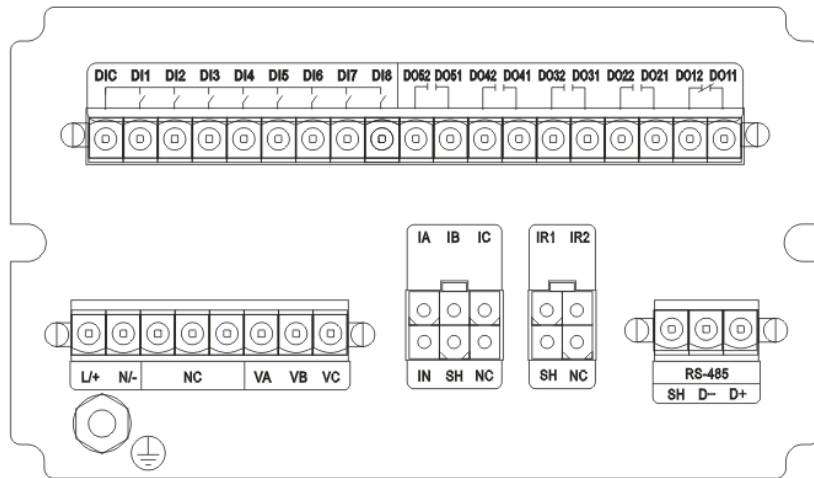 DIC DI1 DI2 DI3 DI4 DI5 DI6 DI7 DI8 DO52 DO51 DO42 DO41 DO32 DO31 DO22 DO21 DO12 DO11
IA IB IC
IR1 IR2
L/+ N/- NC VA VB VC
IN SH NC
SH NC
RS-485
SH D- D+